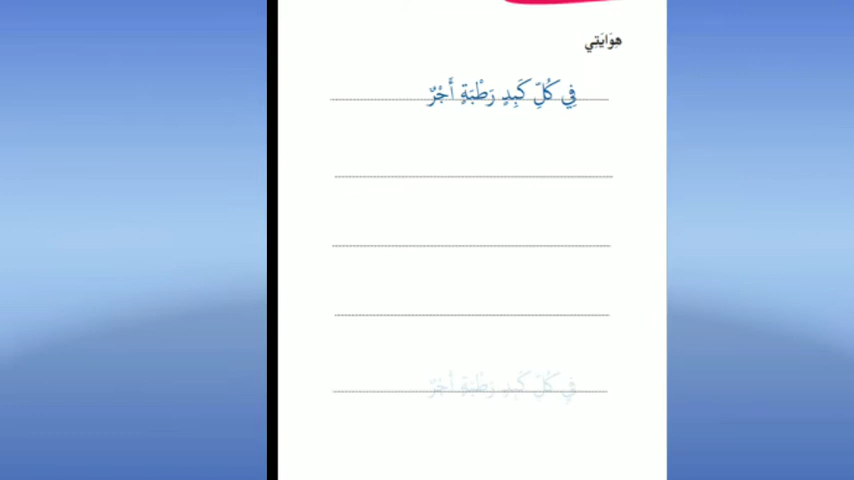 هِوَايَتِي
فِي كُلِّ كَبِدٍ رَطْبَةٍ أَجْرٌ
فِي كُلِّ كَبِدٍ رَطْبَةٍ أَجْرٌ